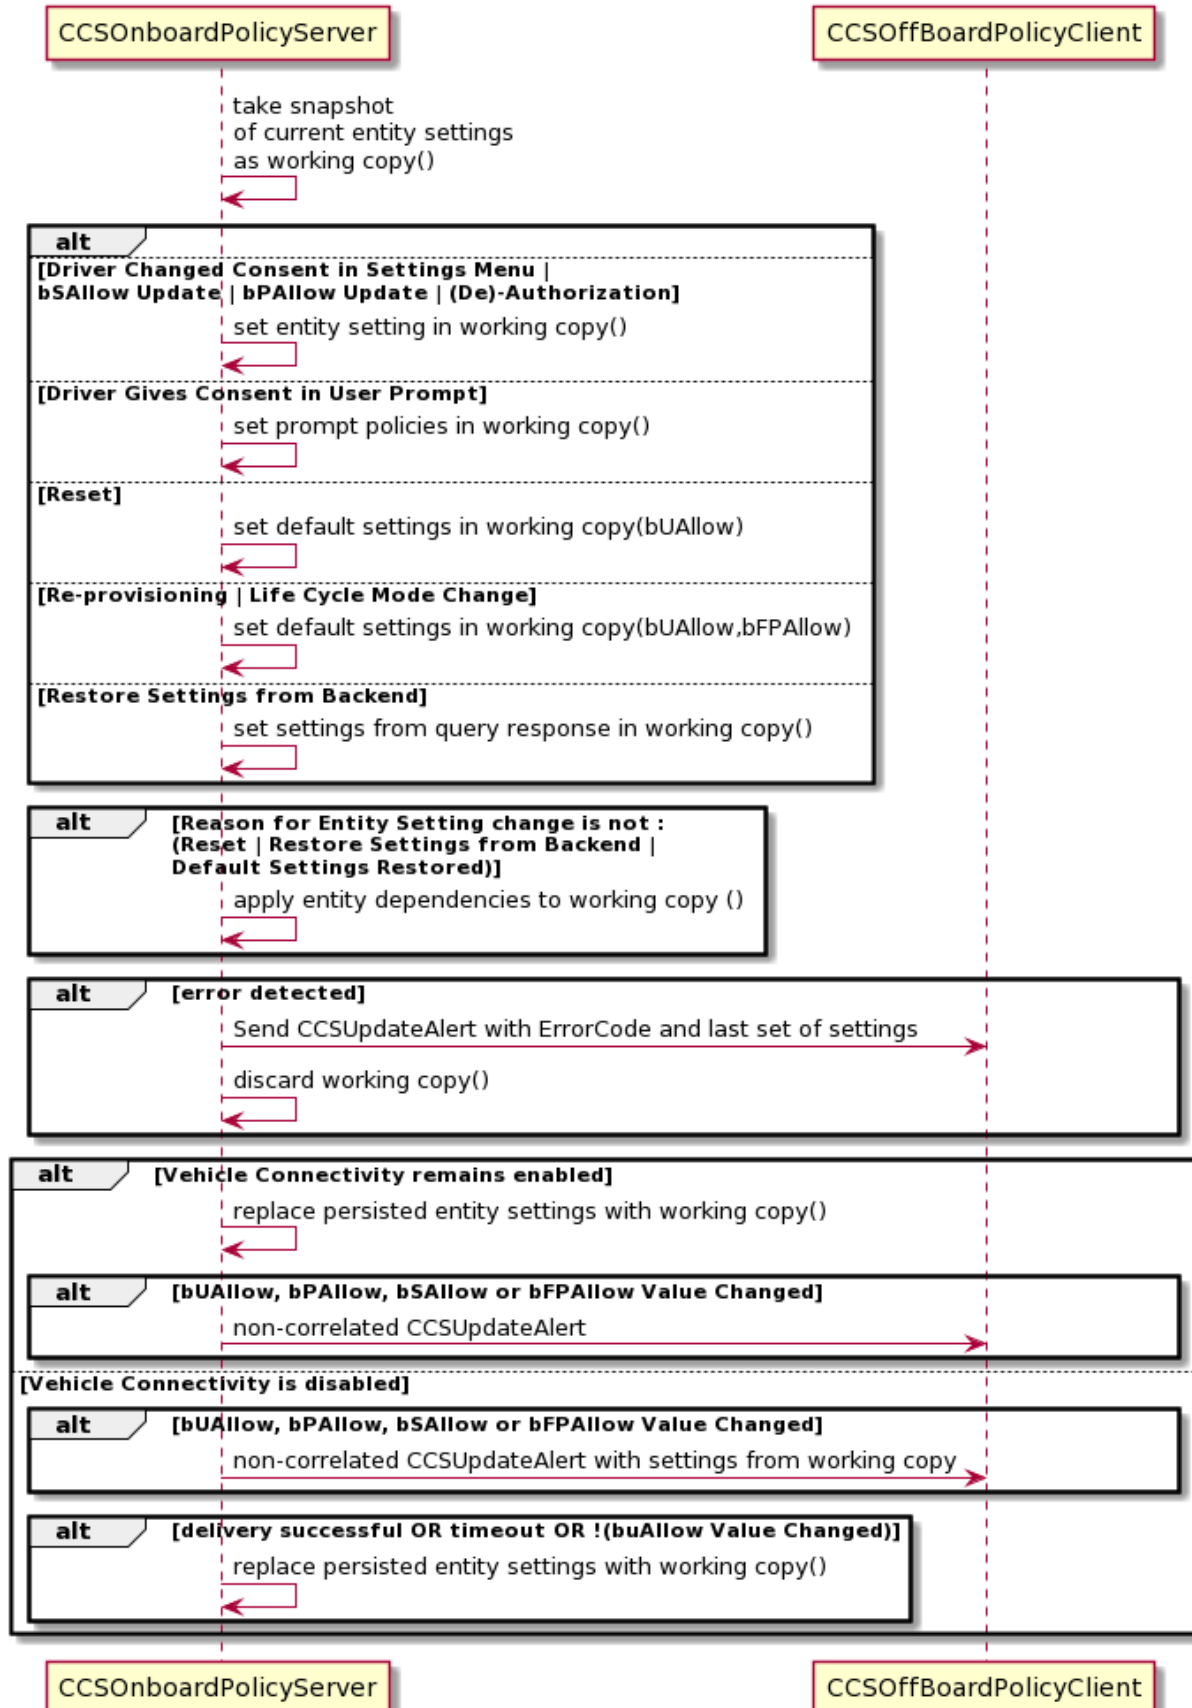 CCSOnboardPolicyServer
CCSOffBoardPolicyClient
take snapshot
of current entity settings
as working copy()
alt
[Driver Changed Consent in Settings Menu |
bSAllow Update | bPAllow Update | (De)-Authorization]
set entity setting in working copy()
[Driver Gives Consent in User Prompt]
set prompt policies in working copy()
[Reset]
set default settings in working copy(bUAllow)
[Re-provisioning | Life Cycle Mode Change]
set default settings in working copy(bUAllow,bFPAllow)
[Restore Settings from Backend]
set settings from query response in working copy()
alt
[Reason for Entity Setting change is not :
(Reset | Restore Settings from Backend |
Default Settings Restored)]
apply entity dependencies to working copy ()
alt
[error detected]
Send CCSUpdateAlert with ErrorCode and last set of settings
discard working copy()
alt
[Vehicle Connectivity remains enabled]
replace persisted entity settings with working copy()
alt
[bUAllow, bPAllow, bSAllow or bFPAllow Value Changed]
non-correlated CCSUpdateAlert
[Vehicle Connectivity is disabled]
alt
[bUAllow, bPAllow, bSAllow or bFPAllow Value Changed]
non-correlated CCSUpdateAlert with settings from working copy
alt
[delivery successful OR timeout OR !(buAllow Value Changed)]
replace persisted entity settings with working copy()
CCSOnboardPolicyServer
CCSOffBoardPolicyClient